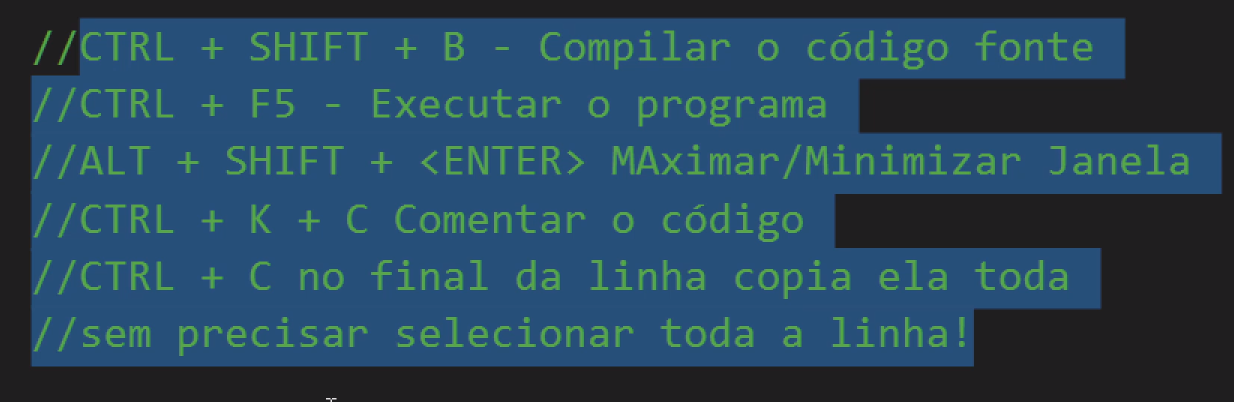 //CTRL + SHIFT + B - Compilar o código fonte
//CTRL + F5 - Executar o programa
//ALT + SHIFT + <ENTER> MAximar/Minimizar Janela
//CTRL + K + C Comentar o código
//CTRL + C no final da linha copia ela toda
//sem precisar selecionar toda a linha!